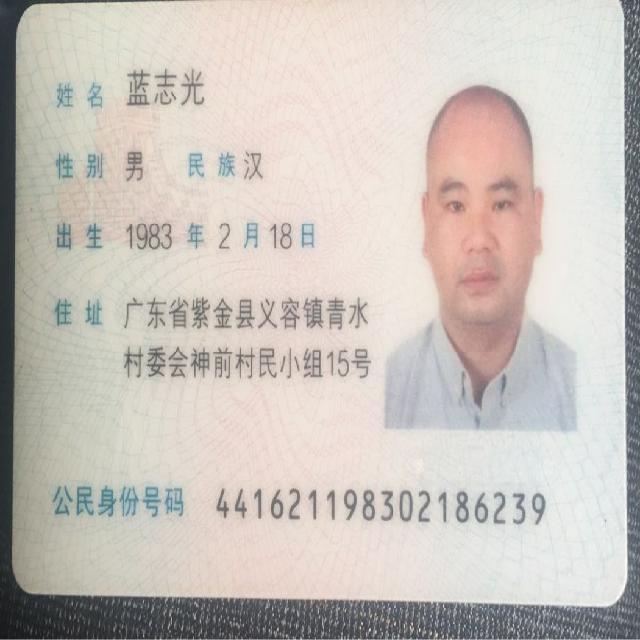 姓名 蓝志光
性别 男 民族 汉
出生 1983 年 2 月 18 日
住址 广东省紫金县义容镇青水
村委会神前村民小组15号
公民身份号码 441621198302186239